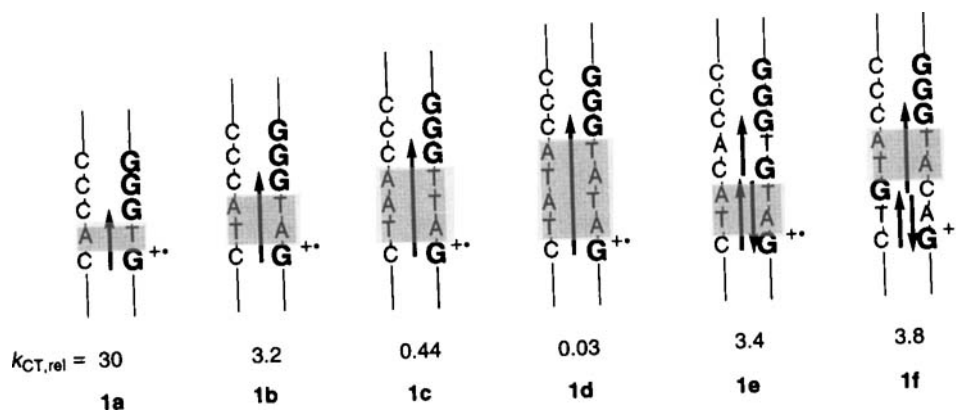 C G
C G
C G
A T
C G +•
C G
C G
C G
A T
T A
C G +•
C G
C G
C G
A T
A T
T A
C G +•
C G
C G
C G
A T
T A
A T
T A
C G +•
C G
C G
C G
A T
C G
A T
T A
C G +•
C G
C G
C G
A T
T A
G C
T A
C G +
kCT,rel = 30 3.2 0.44 0.03 3.4 3.8
1a 1b 1c 1d 1e 1f